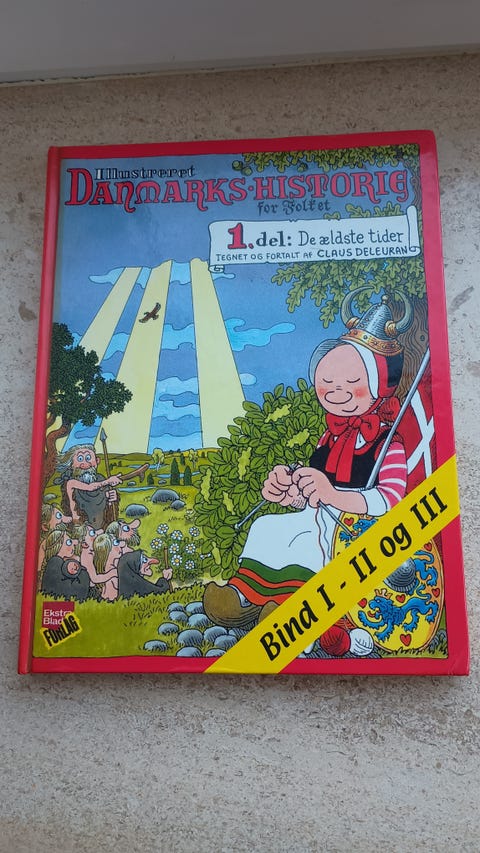 Illustreret
DANMARKS-HISTORIE
for Folket
1. del: De ældste tider
TEGNET OG FORTALT AF CLAUS DELEURAN
Bind I - II og III
Ekstra
Blad
FORLAG